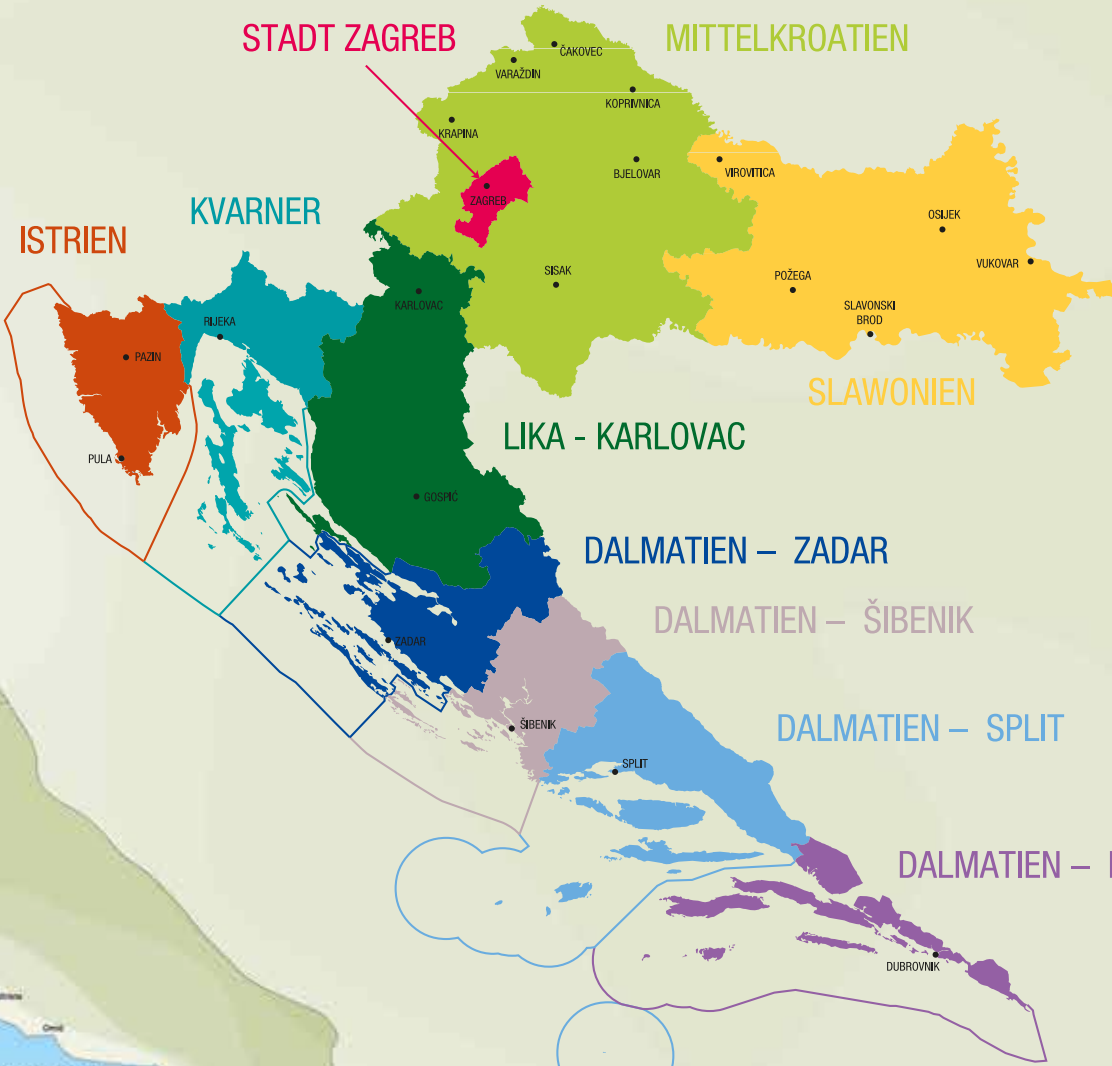 STADT ZAGREB
MITTELKROATIEN
ČAKOVEC
VARAŽDIN
KOPRIVNICA
KRAPINA
BJELOVAR
VIROVITICA
ZAGREB
KVARNER
OSIJEK
ISTRIEN
VUKOVAR
SISAK
POŽEGA
KARLOVAC
SLAVONSKI
BROD
RIJEKA
PAZIN
SLAWONIEN
LIKA - KARLOVAC
PULA
GOSPIĆ
DALMATIEN – ZADAR
DALMATIEN – ŠIBENIK
ZADAR
ŠIBENIK
DALMATIEN – SPLIT
SPLIT
DALMATIEN –
DUBROVNIK